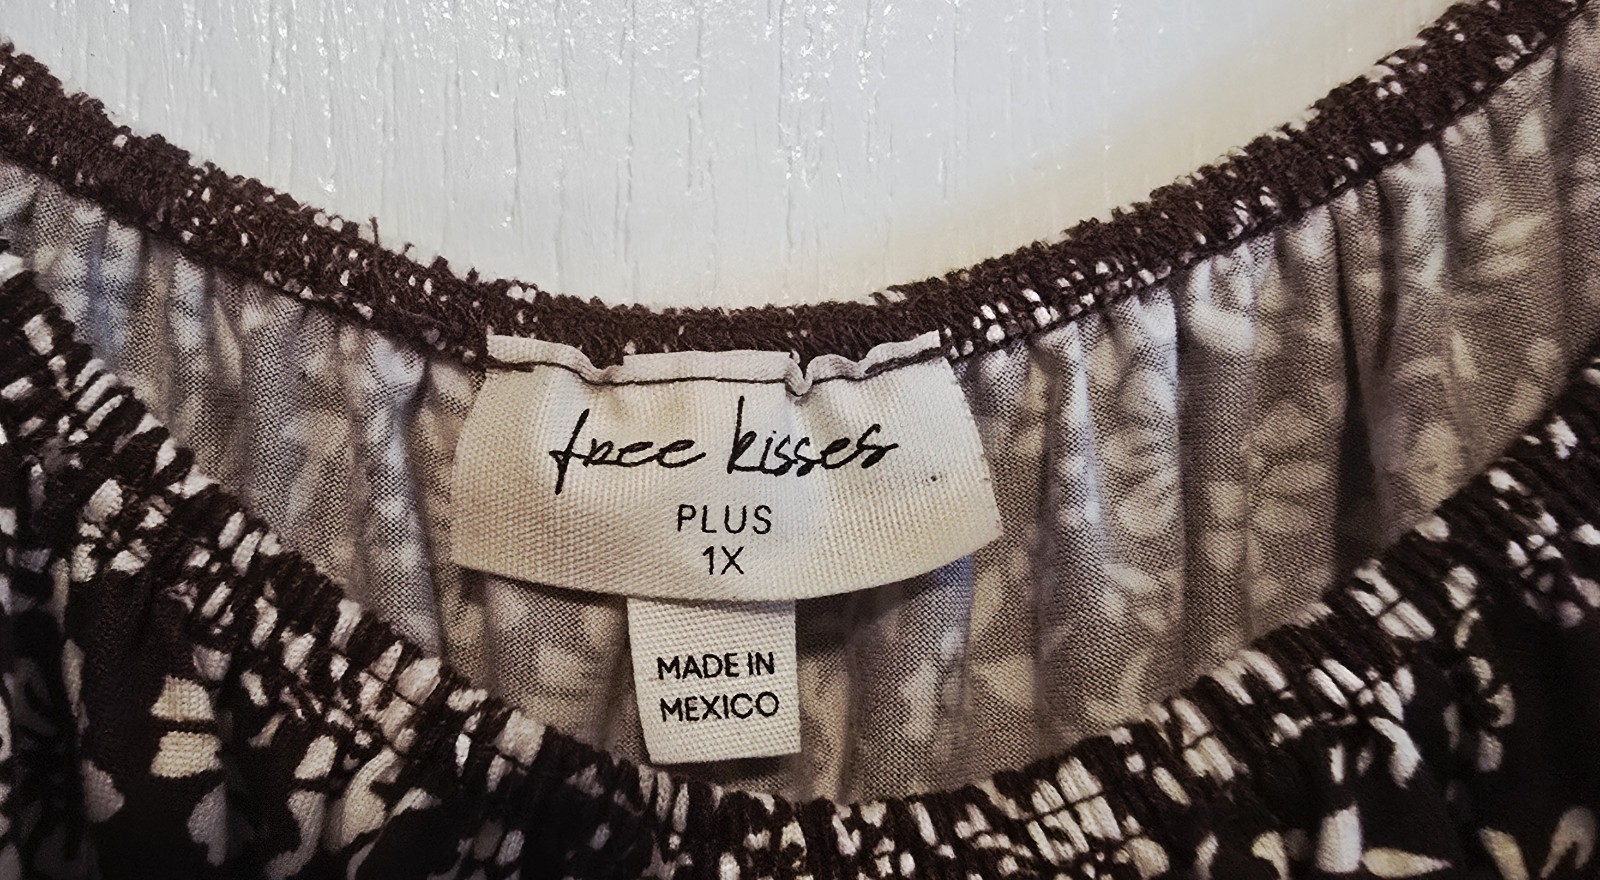 free kisses
PLUS
1X
MADE IN
MEXICO